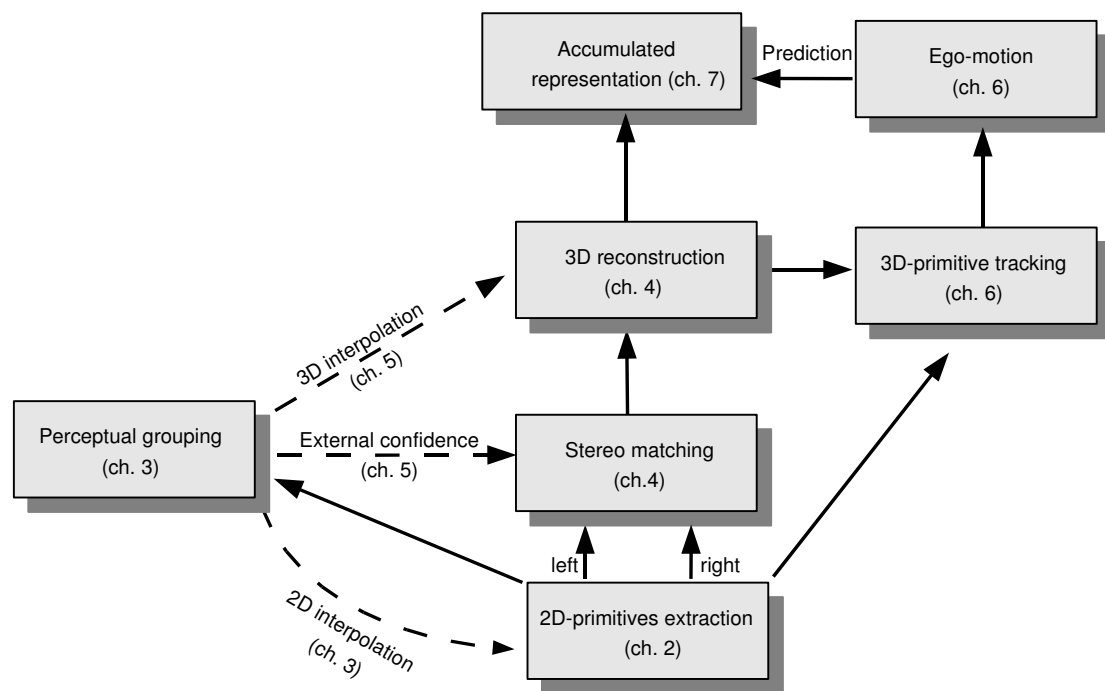 Accumulated
representation (ch. 7)
Prediction
Ego-motion
(ch. 6)
3D reconstruction
(ch. 4)
3D-primitive tracking
(ch. 6)
3D interpolation
(ch. 5)
Perceptual grouping
(ch. 3)
External confidence
(ch. 5)
Stereo matching
(ch.4)
left
right
2D interpolation
(ch. 3)
2D-primitives extraction
(ch. 2)